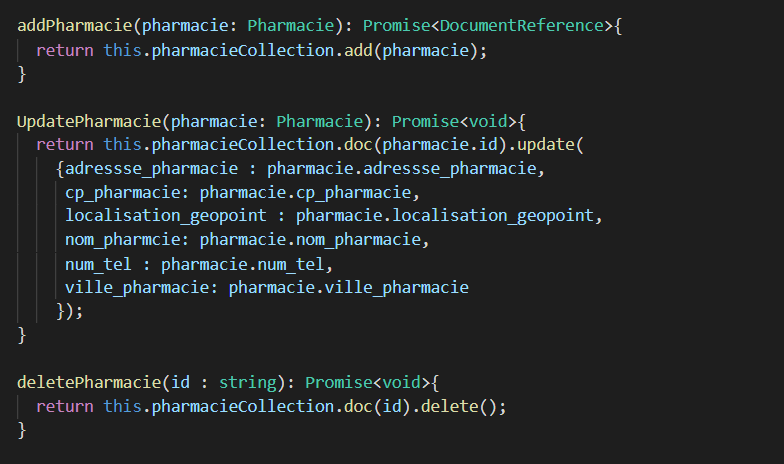 addPharmacie(pharmacie: Pharmacie): Promise<DocumentReference>{
return this.pharmacieCollection.add(pharmacie);
}
UpdatePharmacie(pharmacie: Pharmacie): Promise<void>{
return this.pharmacieCollection.doc(pharmacie.id).update(
{adressse_pharmacie : pharmacie.adressse_pharmacie,
cp_pharmacie: pharmacie.cp_pharmacie,
localisation_geopoint : pharmacie.localisation_geopoint,
nom_pharmcie: pharmacie.nom_pharmacie,
num_tel : pharmacie.num_tel,
ville_pharmacie: pharmacie.ville_pharmacie
});
}
deletePharmacie(id : string): Promise<void>{
return this.pharmacieCollection.doc(id).delete();
}